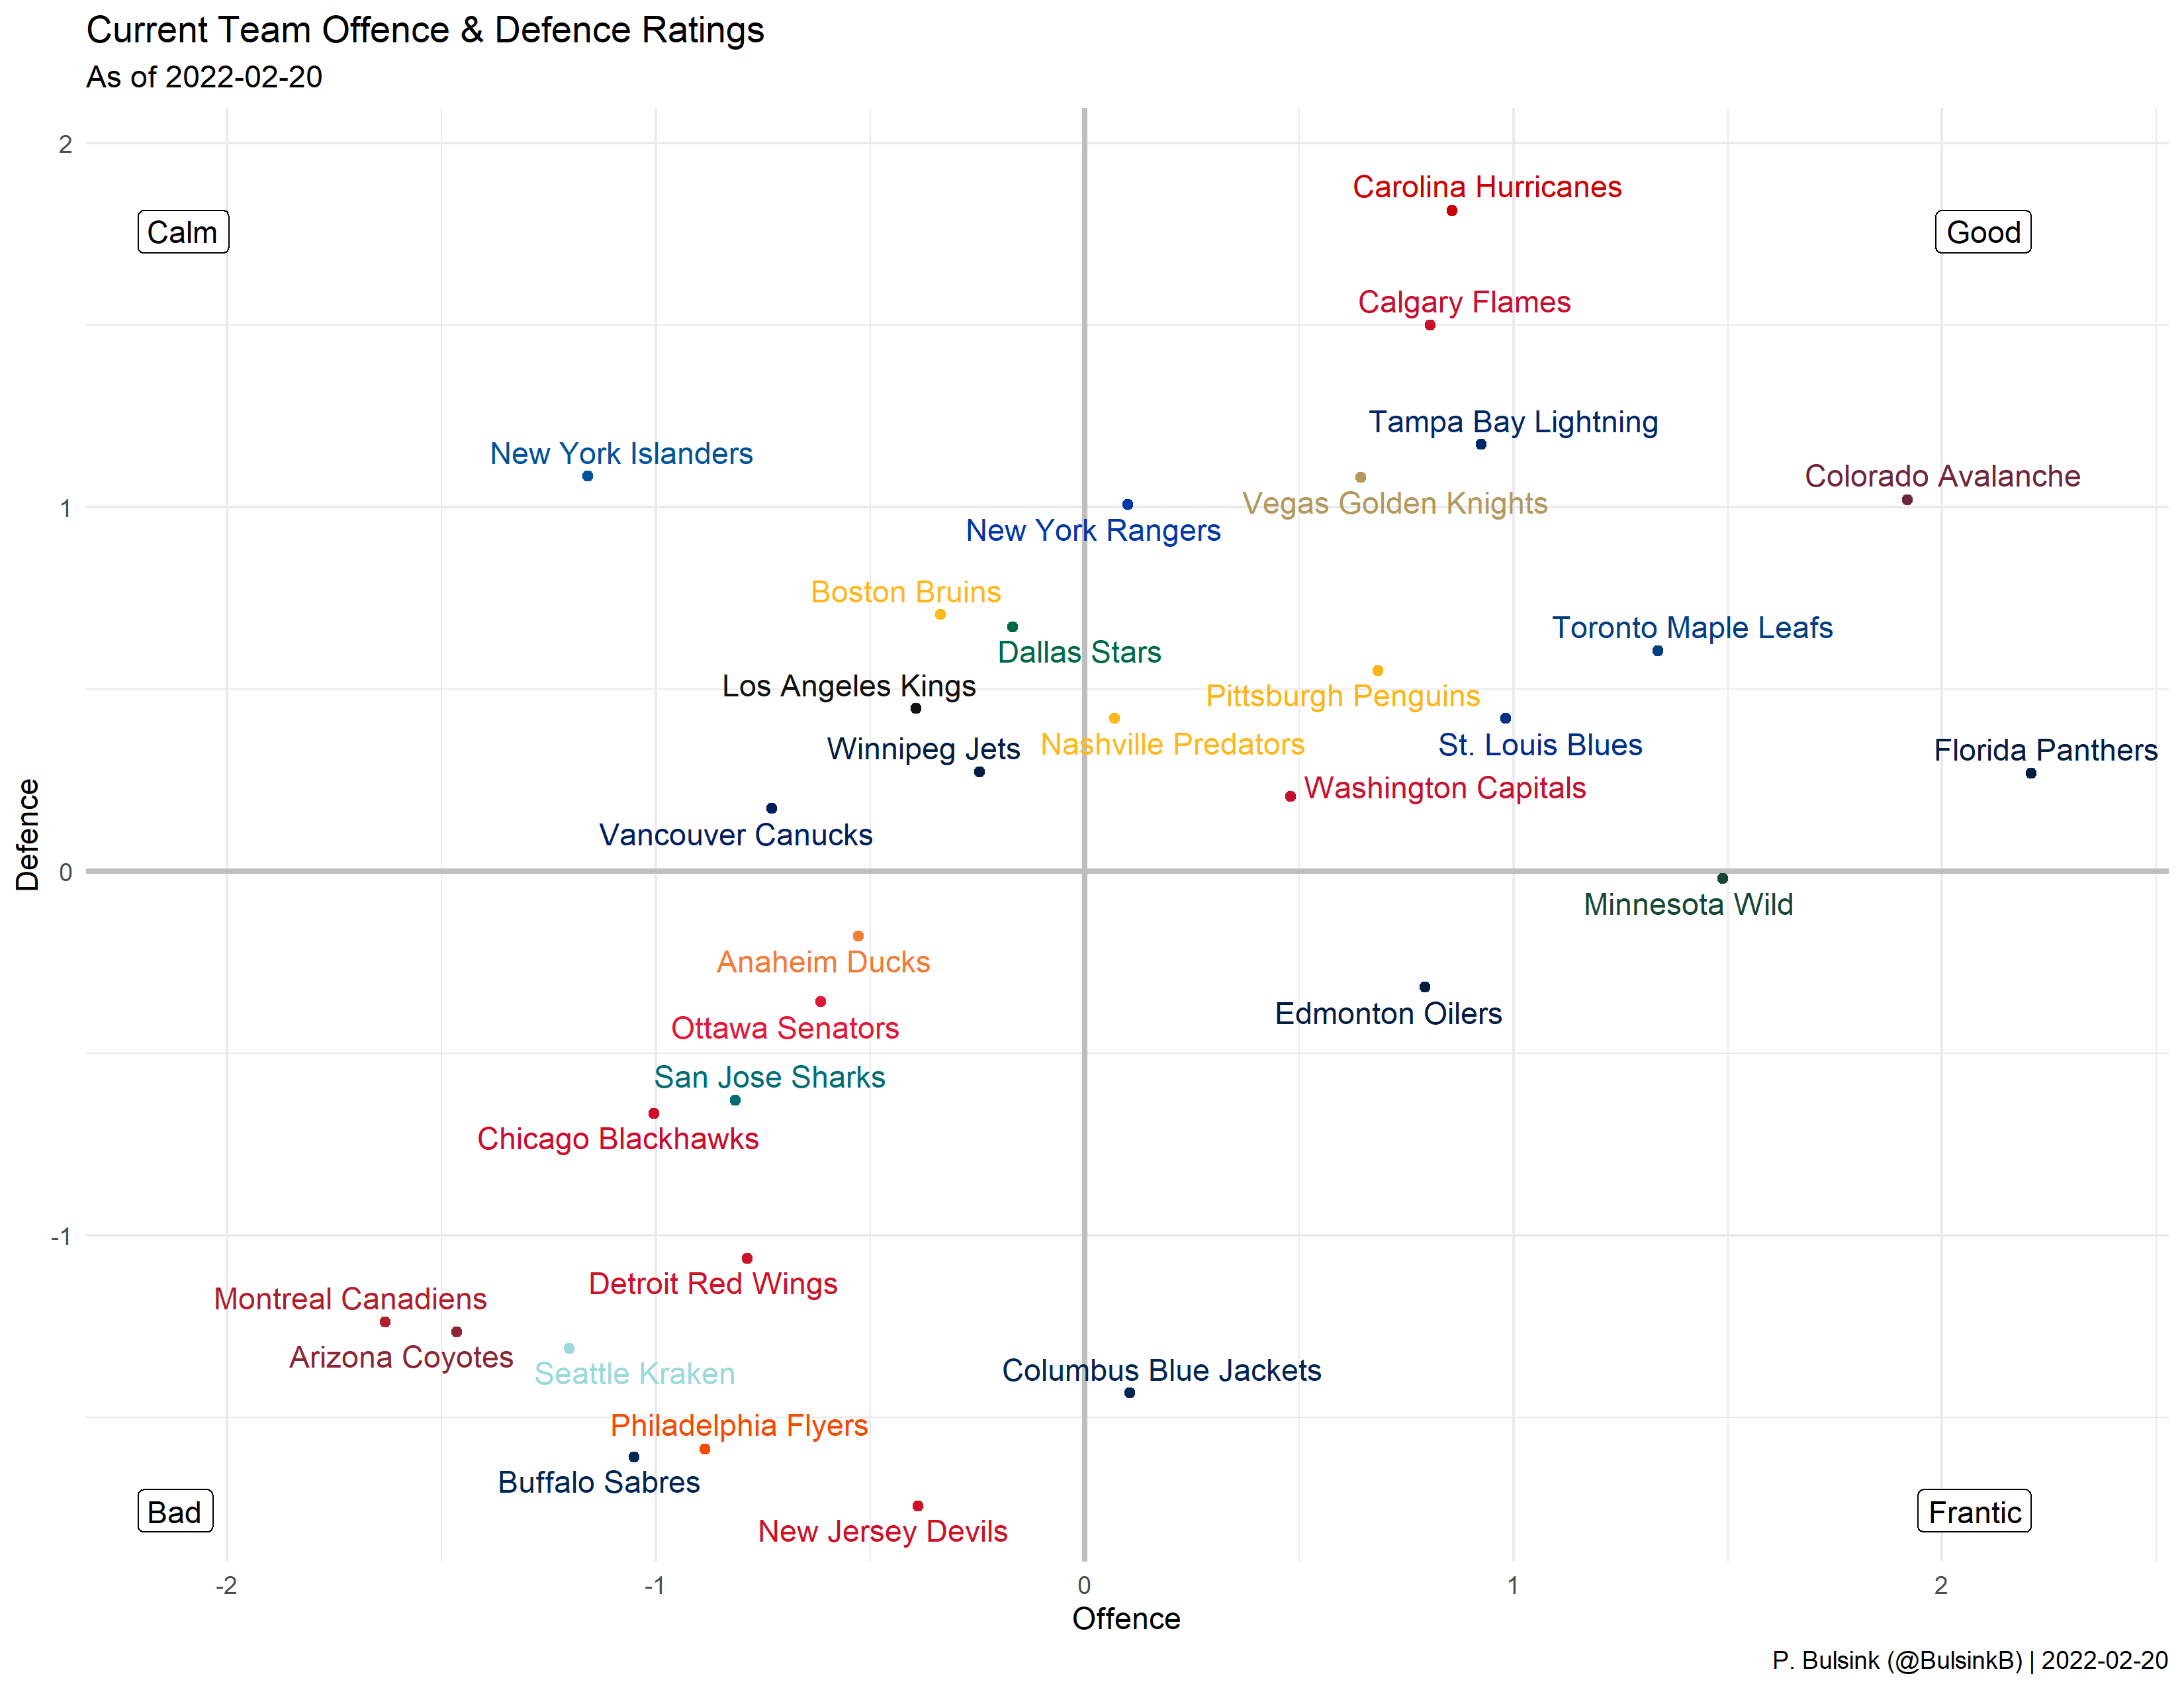 Current Team Offence & Defence Ratings
As of 2022-02-20
2
Carolina Hurricanes
Calm
Good
Calgary Flames
Tampa Bay Lightning
New York Islanders
Colorado Avalanche
Vegas Golden Knights
1
New York Rangers
Boston Bruins
Toronto Maple Leafs
Dallas Stars
Los Angeles Kings
Pittsburgh Penguins
Nashville Predators
St. Louis Blues
Winnipeg Jets
Florida Panthers
Washington Capitals
Vancouver Canucks
Defence
0
Minnesota Wild
Anaheim Ducks
Edmonton Oilers
Ottawa Senators
San Jose Sharks
Chicago Blackhawks
-1
Detroit Red Wings
Montreal Canadiens
Arizona Coyotes
Seattle Kraken
Columbus Blue Jackets
Philadelphia Flyers
Buffalo Sabres
Bad
Frantic
New Jersey Devils
-2 -1 0 1 2
Offence
P. Bulsink (@BulsinkB) | 2022-02-20